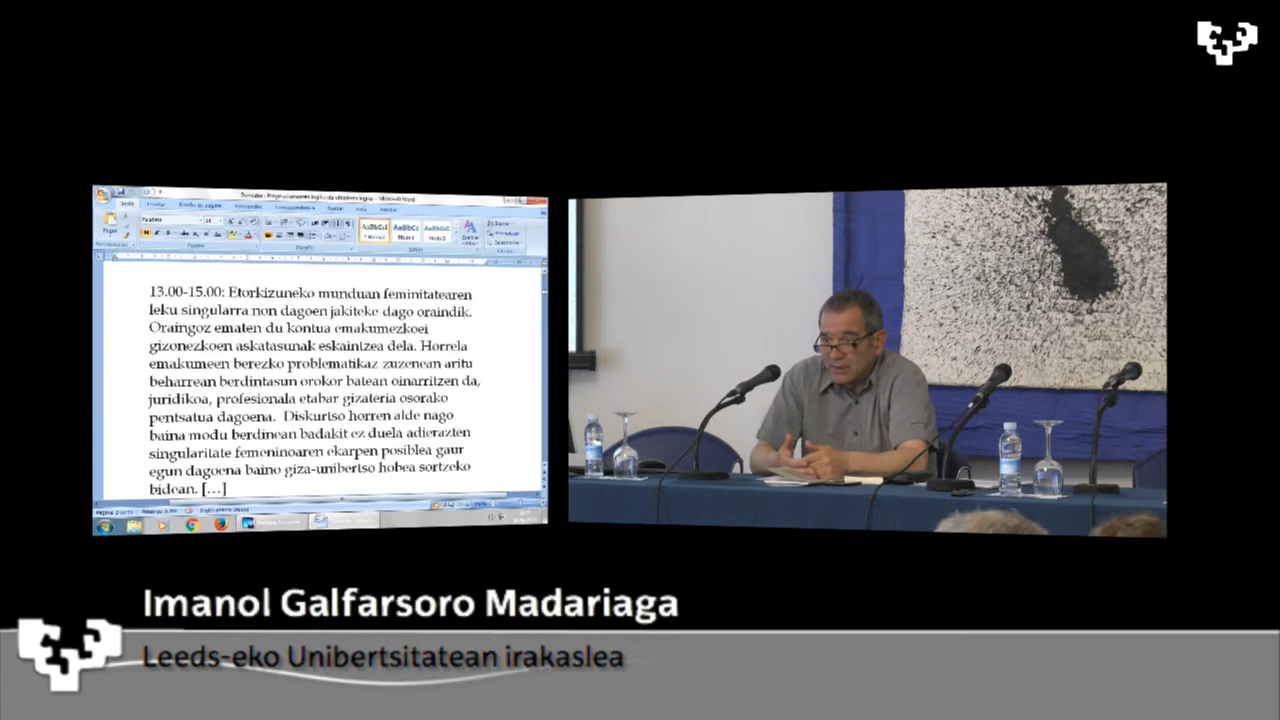 13.00-15.00: Etorkizuneko munduan feminitatearen
leku singularra non dagoen jakiteke dago oraindik.
Oraingoz ematen du kontua emakumezkoei
gizonezkoen askatasunak eskaintzea dela. Horrela
emakumeen berezko problematikaz zuzenean aritu
beharrean berdintasun orokor batean oinarritzen da,
juridikoa, profesionala etabar gizateria osorako
pentsatua dagoena. Diskurtso horren alde nago
baina modu berdinean badakit ez duela adierazten
singularitate femeninoaren ekarpen posiblea gaur
egun dagoena baino giza-unibertso hobea sortzeko
bidean. [...]
Imanol Galfarsoro Madariaga
Leeds-eko Unibertsitatean irakaslea